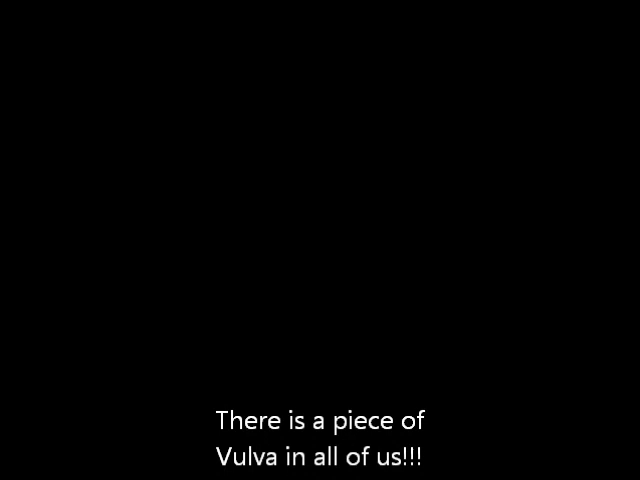 There is a piece of
Vulva in all of us!!!